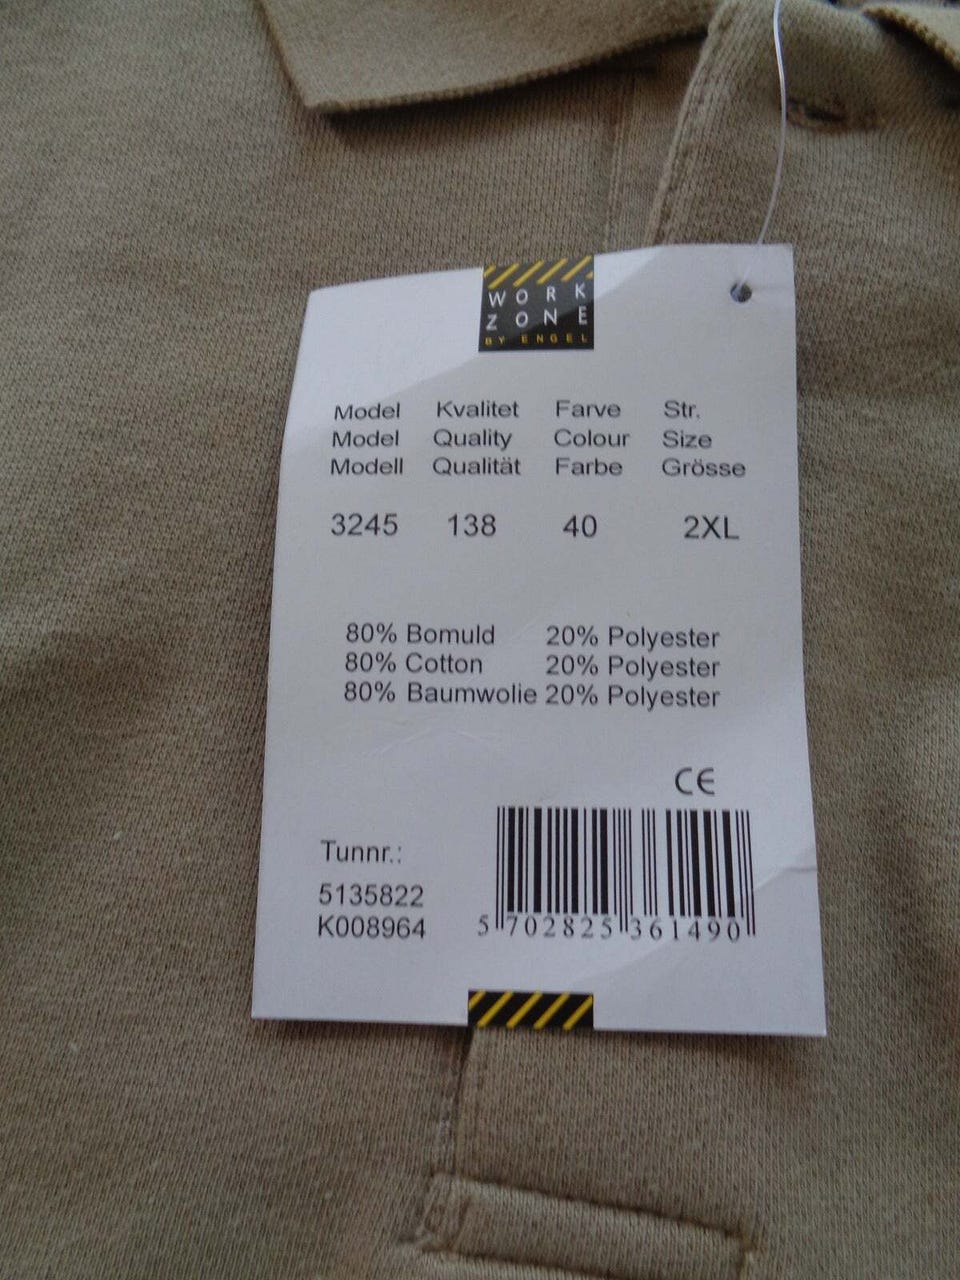 WORK
ZONE
BY ENGEL
Model Kvalitet Farve Str.
Model Quality Colour Size
Modell Qualität Farbe Grösse
3245 138 40 2XL
80% Bomuld 20% Polyester
80% Cotton 20% Polyester
80% Baumwolie 20% Polyester
CE
Tunnr.:
5135822
K008964
5 702825 361490